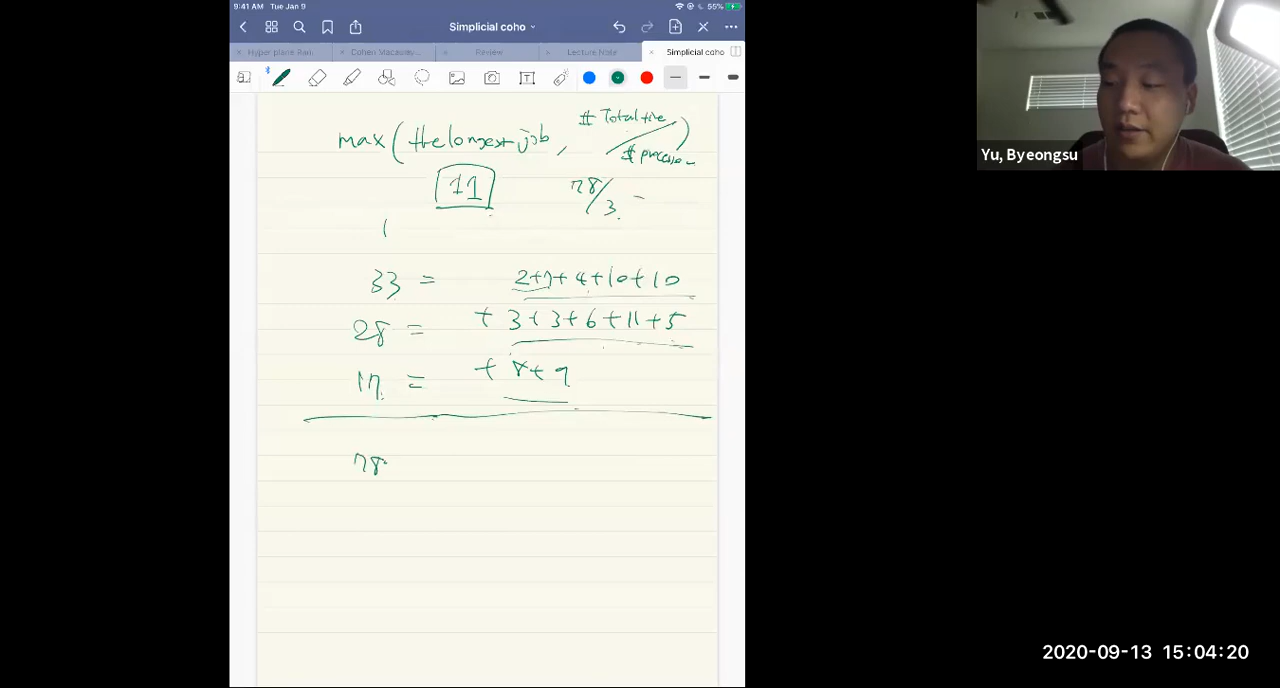 9:41 AM Tue Jan 9
55%
Simplicial coho
Hyper plane Ran
Cohen Macaulay...
Review
Lecture Note
Simplicial coho
max ( the longest job , # Total time / # processor )
11
78/3 =
(
33 = 2+7+4+10+10
28 = + 3+3+6+11+5
17 = + 8+9
78
Yu, Byeongsu
2020-09-13 15:04:20